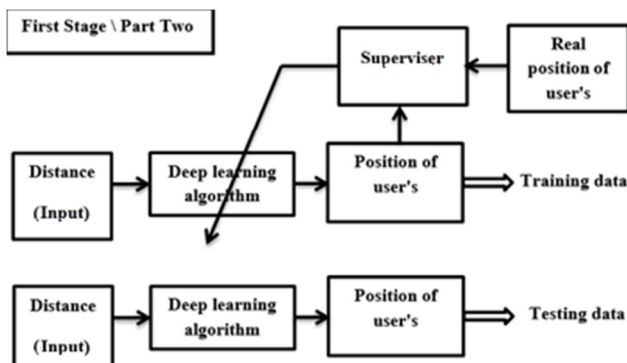 First Stage \ Part Two
Superviser
Real
position of
user's
Distance
(Input)
Deep learning
algorithm
Position of
user's
Training data
Distance
(Input)
Deep learning
algorithm
Position of
user's
Testing data